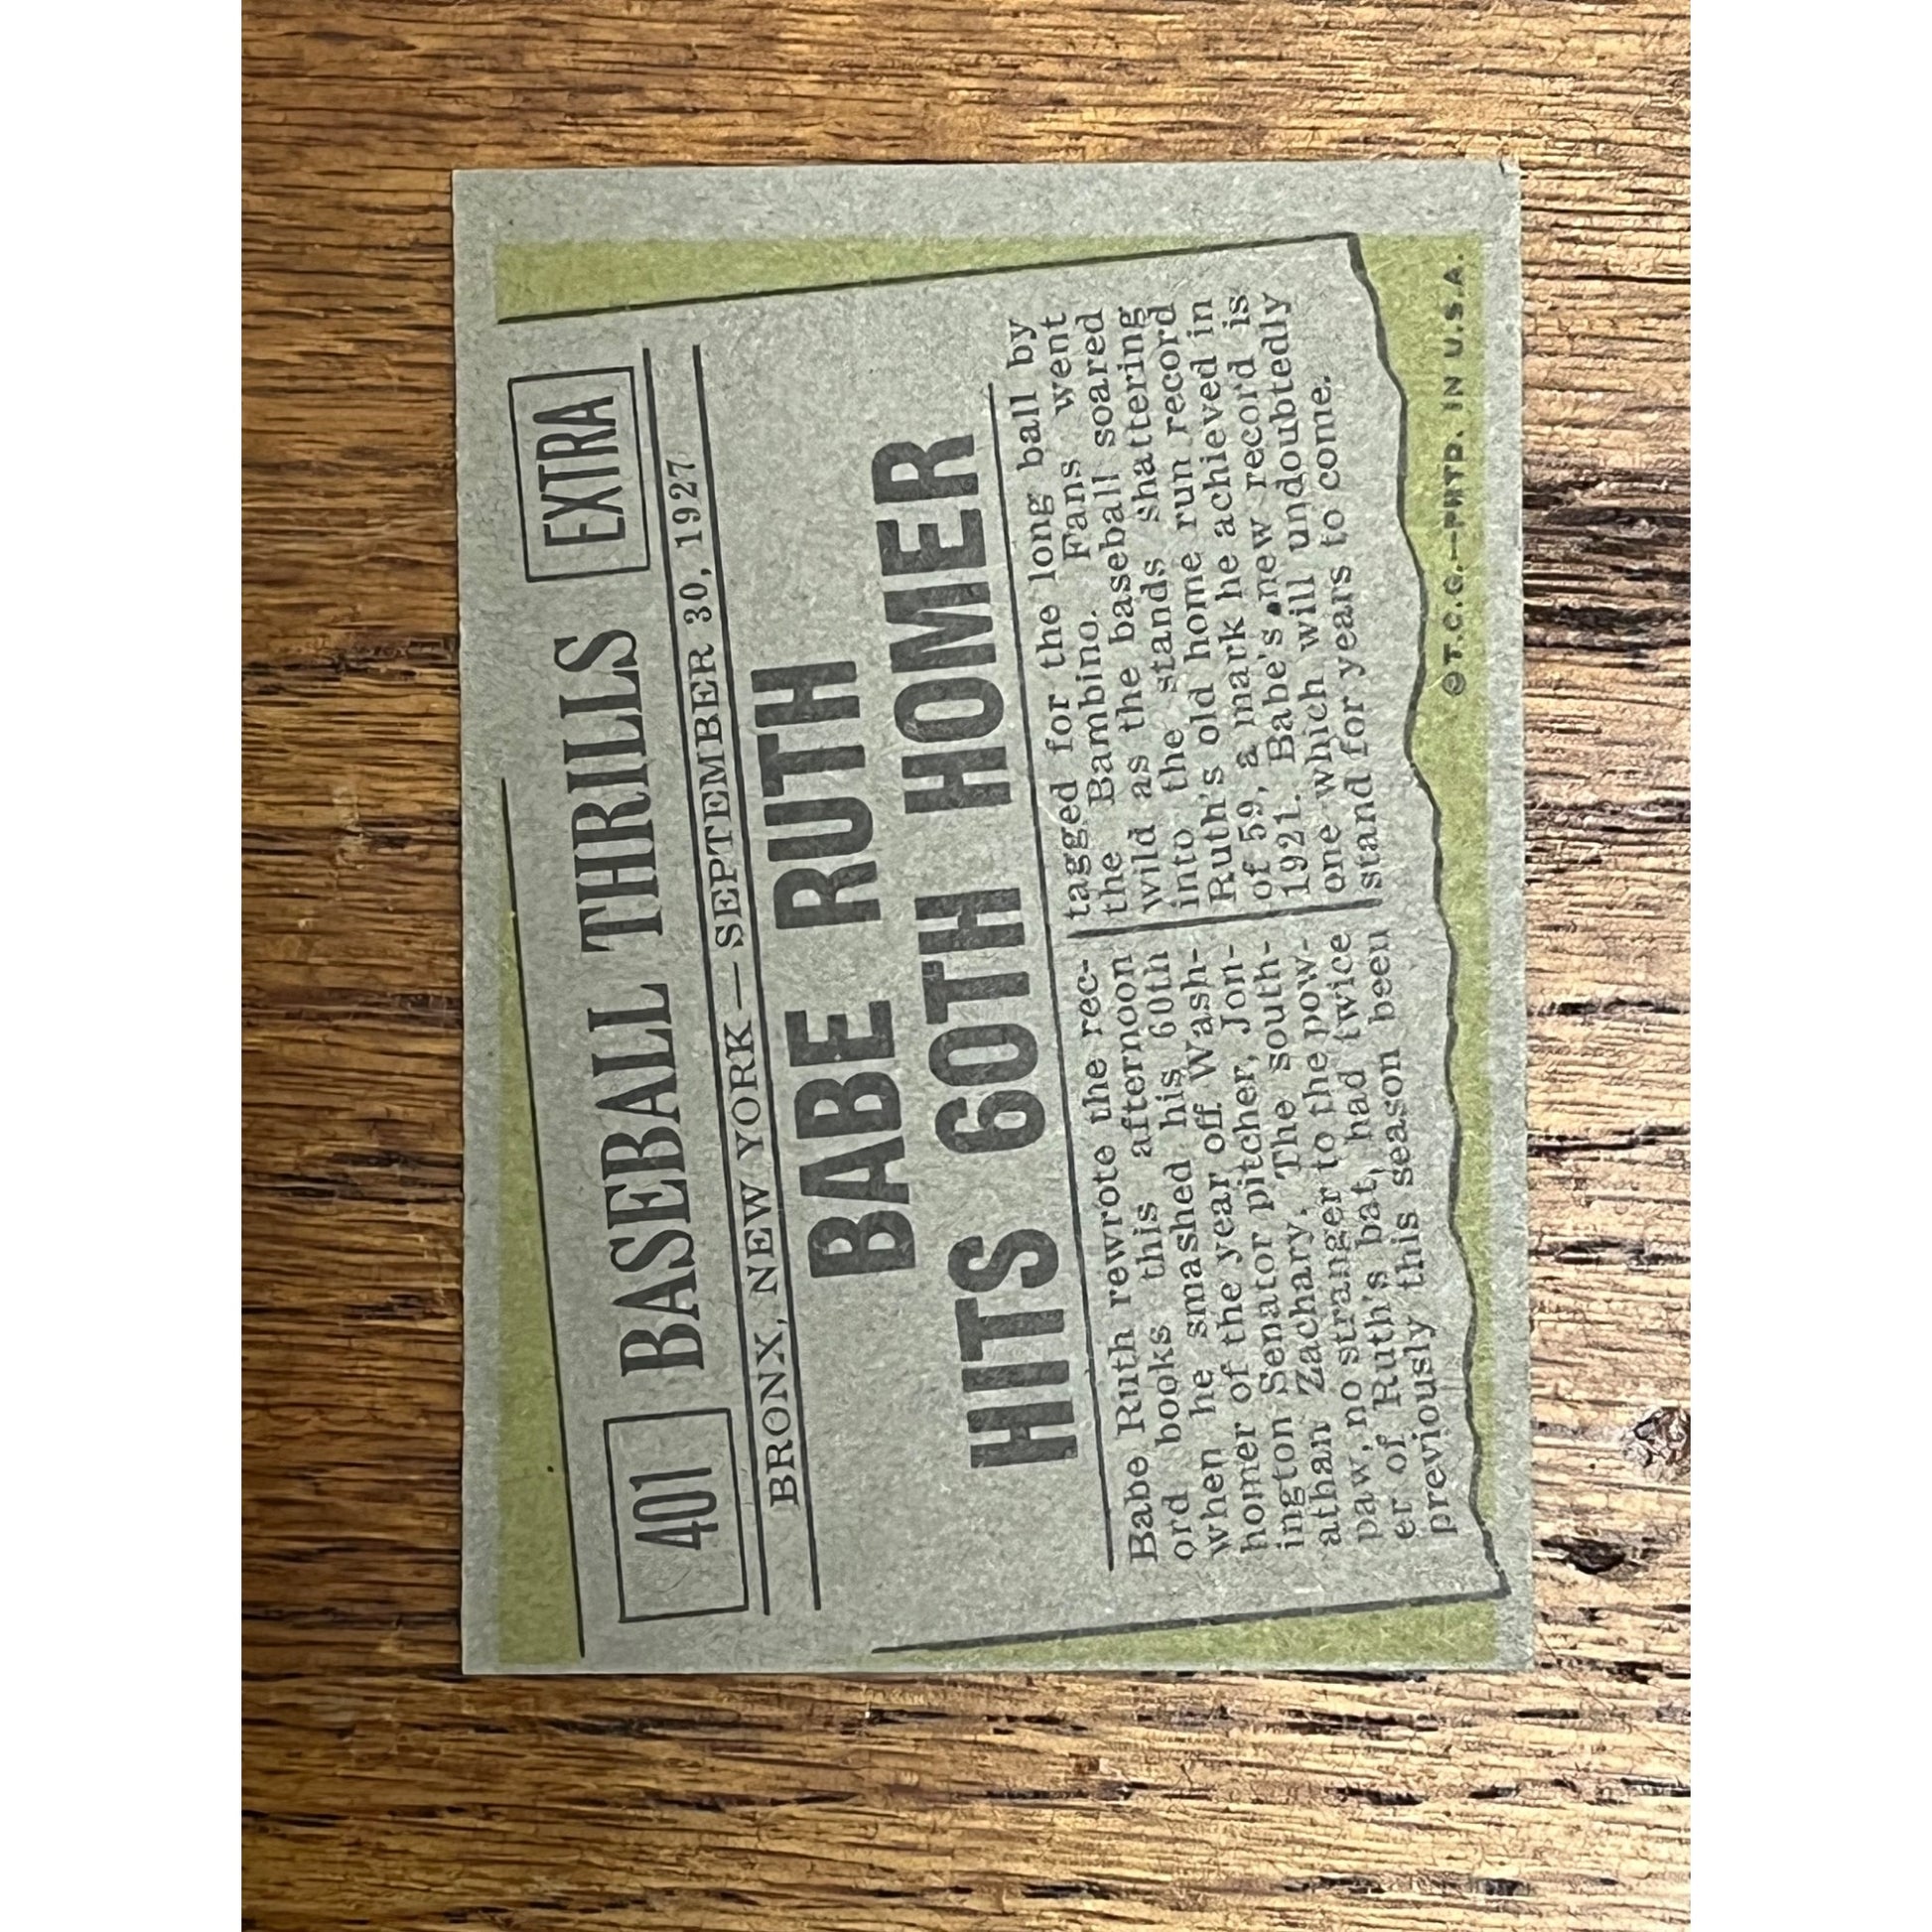 401 BASEBALL THRILLS EXTRA
BRONX, NEW YORK — SEPTEMBER 30, 1927
BABE RUTH
HITS 60TH HOMER
Babe Ruth rewrote the rec-
ord books this afternoon
when he smashed his 60th
homer of the year off Wash-
ington Senator pitcher, Jon-
athan Zachary. The south-
paw, no stranger to the pow-
er of Ruth's bat, had twice
previously this season been
tagged for the long ball by
the Bambino. Fans went
wild as the baseball soared
into the stands shattering
Ruth's old home run record
of 59, a mark he achieved in
1921. Babe's new record is
one which will undoubtedly
stand for years to come.
©T.C.G.—PRTD. IN U.S.A.